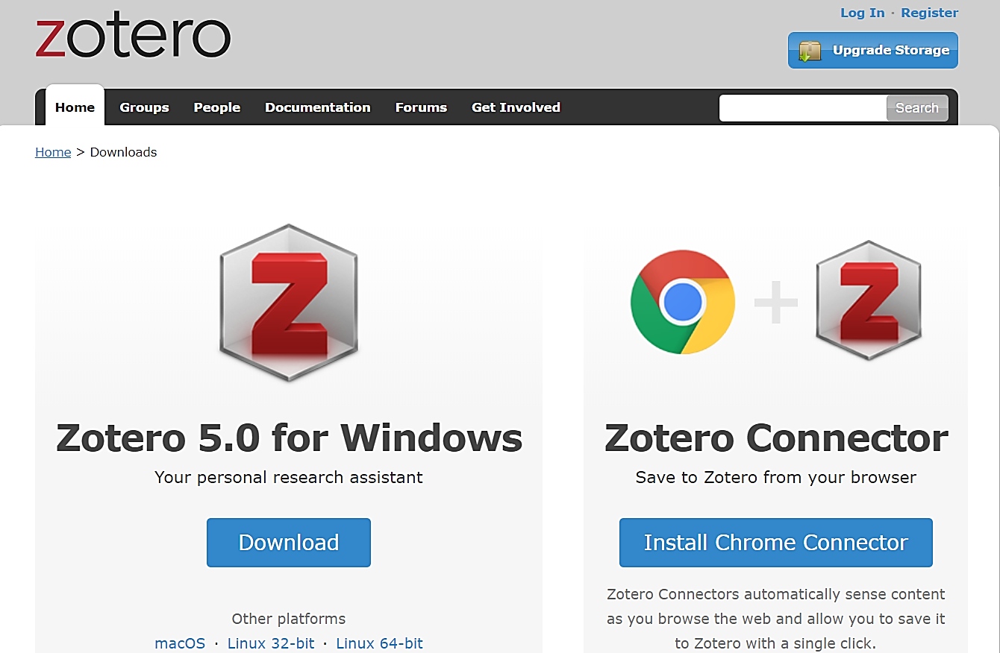 zotero
Log In · Register
Upgrade Storage
Home Groups People Documentation Forums Get Involved Search
Home > Downloads
Z
Z
Zotero 5.0 for Windows
Your personal research assistant
Download
Other platforms
macOS · Linux 32-bit · Linux 64-bit
Zotero Connector
Save to Zotero from your browser
Install Chrome Connector
Zotero Connectors automatically sense content
as you browse the web and allow you to save it
to Zotero with a single click.